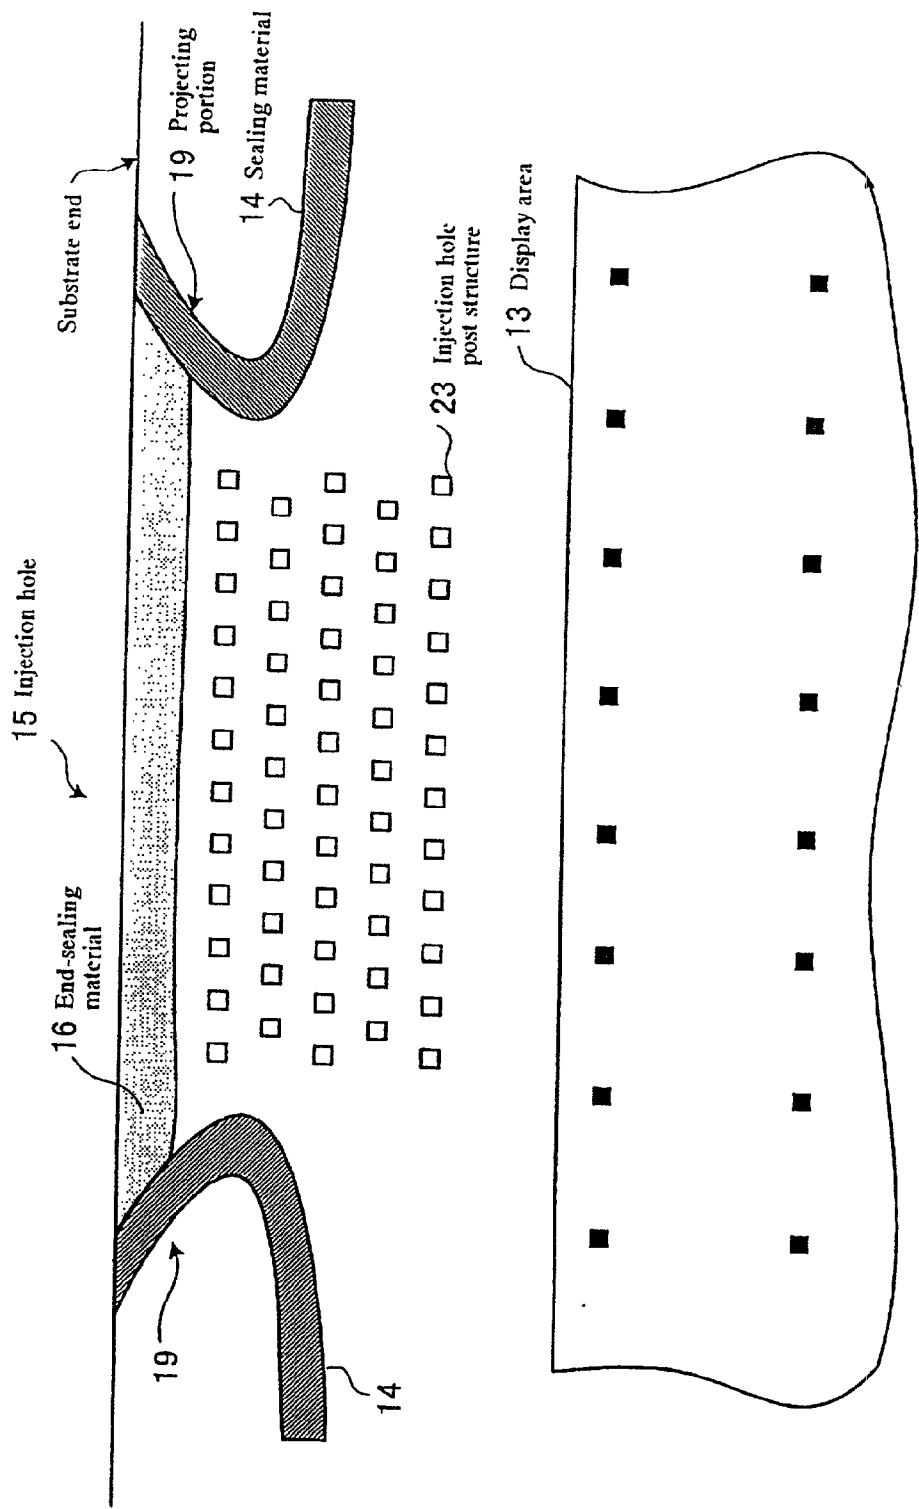 Substrate end
19 Projecting
portion
14 Sealing material
15 Injection hole
16 End-sealing
material
23 Injection hole
post structure
13 Display area
19
14